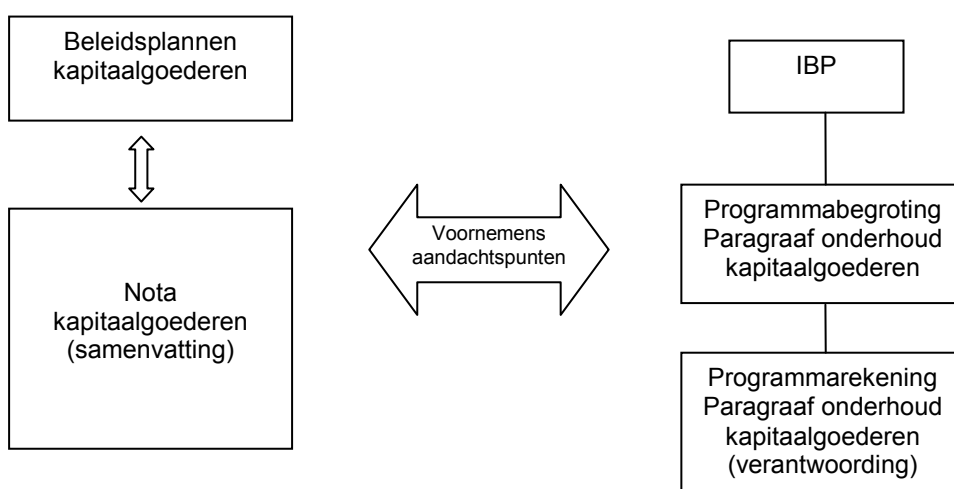 Beleidsplannen
kapitaalgoederen
Nota
kapitaalgoederen
(samenvatting)
Voornemens
aandachtspunten
IBP
Programmabegroting
Paragraaf onderhoud
kapitaalgoederen
Programmarekening
Paragraaf onderhoud
kapitaalgoederen
(verantwoording)